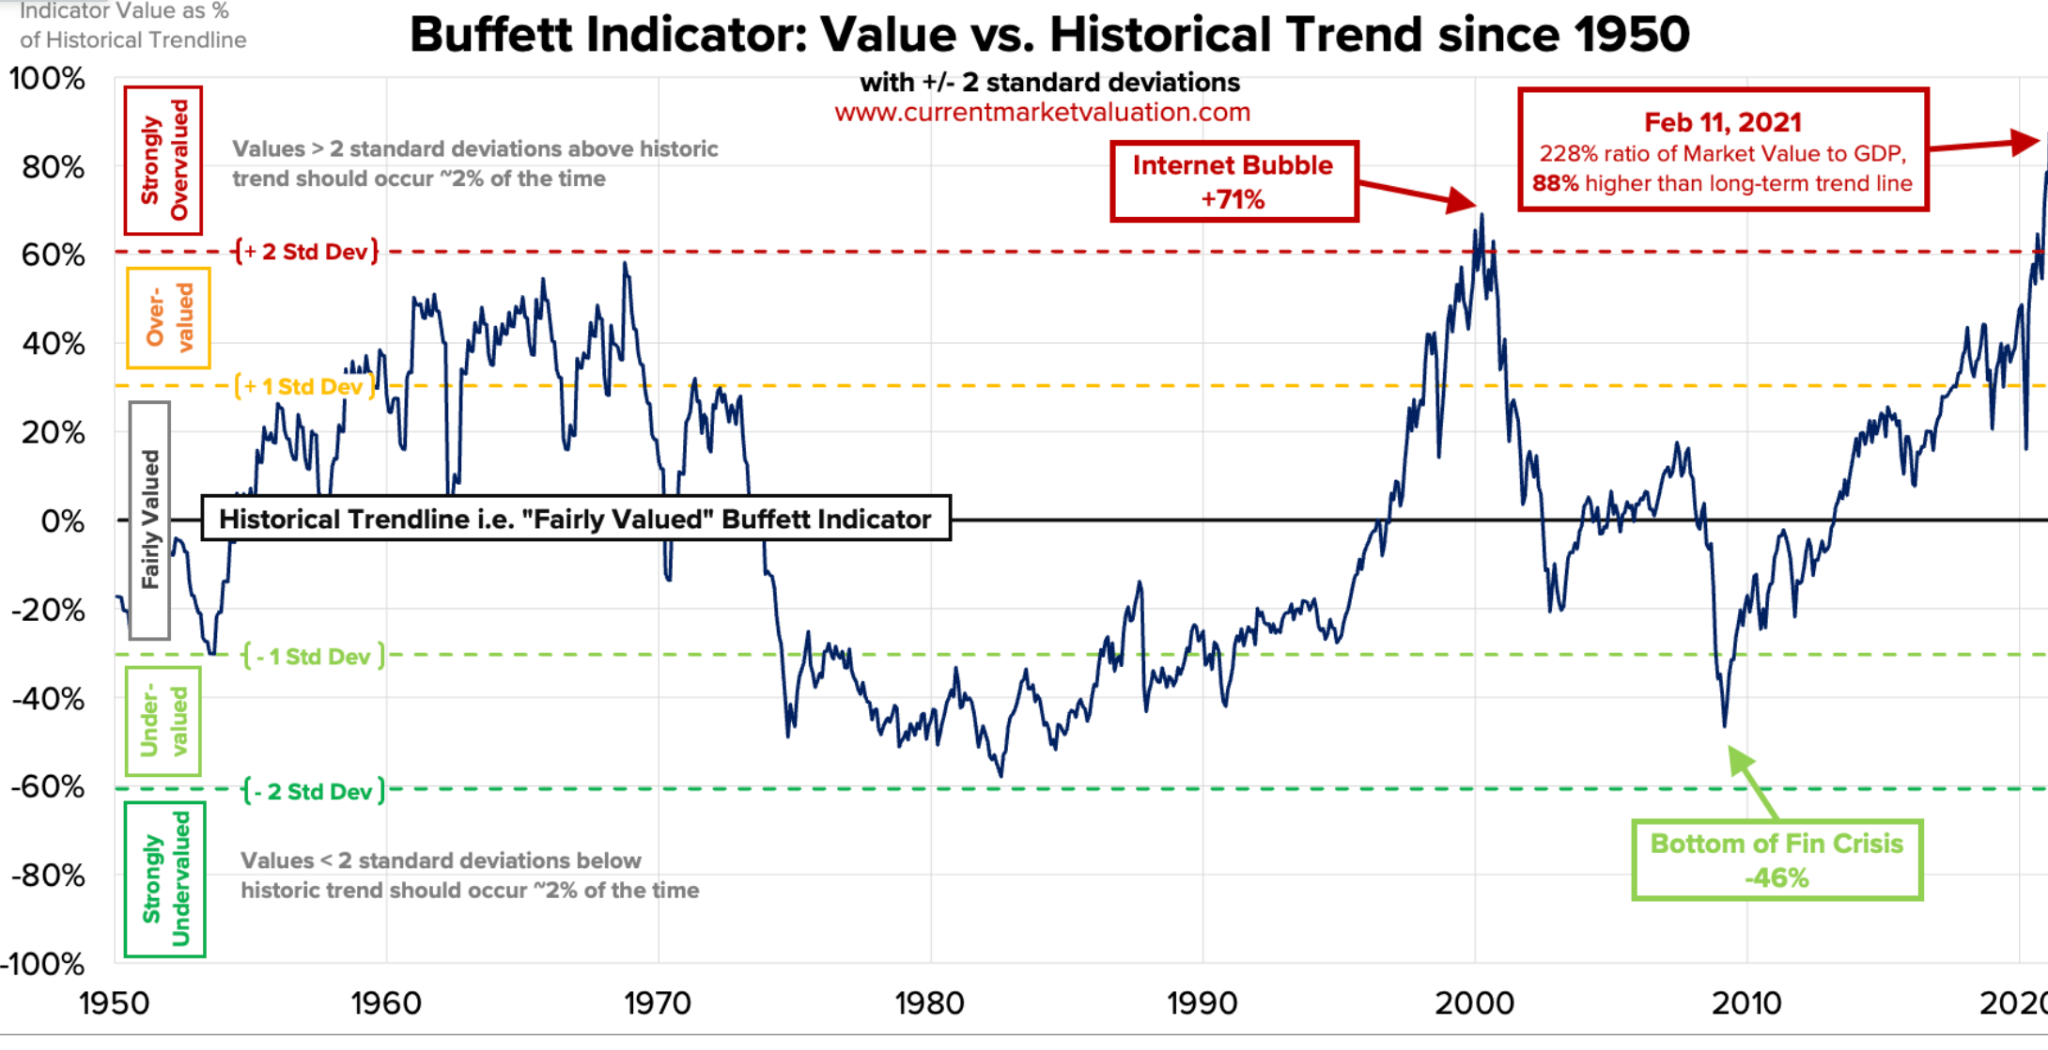 Indicator Value as %
of Historical Trendline
Buffett Indicator: Value vs. Historical Trend since 1950
with +/- 2 standard deviations
www.currentmarketvaluation.com
100%
80%
60%
40%
20%
0%
-20%
-40%
-60%
-80%
-100%
Strongly
Overvalued
Values > 2 standard deviations above historic
trend should occur ~2% of the time
Internet Bubble
+71%
Feb 11, 2021
228% ratio of Market Value to GDP,
88% higher than long-term trend line
(+ 2 Std Dev)
Over-
valued
(+ 1 Std Dev)
Fairly Valued
Historical Trendline i.e. "Fairly Valued" Buffett Indicator
(- 1 Std Dev)
Under-
valued
(- 2 Std Dev)
Strongly
Undervalued
Values < 2 standard deviations below
historic trend should occur ~2% of the time
Bottom of Fin Crisis
-46%
1950 1960 1970 1980 1990 2000 2010 2020